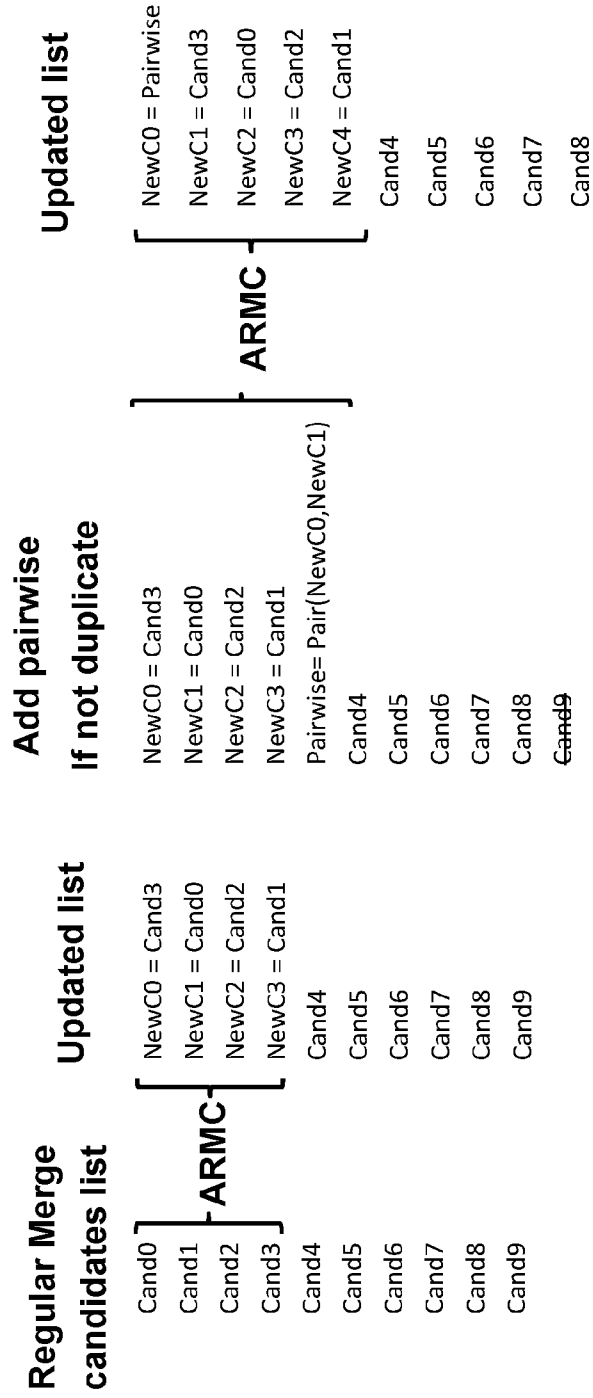 Regular Merge
candidates list
Cand0
Cand1
Cand2
Cand3
Cand4
Cand5
Cand6
Cand7
Cand8
Cand9
ARMC
Updated list
NewC0 = Cand3
NewC1 = Cand0
NewC2 = Cand2
NewC3 = Cand1
Cand4
Cand5
Cand6
Cand7
Cand8
Cand9
Add pairwise
If not duplicate
NewC0 = Cand3
NewC1 = Cand0
NewC2 = Cand2
NewC3 = Cand1
Pairwise= Pair(NewC0,NewC1)
Cand4
Cand5
Cand6
Cand7
Cand8
Cand9
ARMC
Updated list
NewC0 = Pairwise
NewC1 = Cand3
NewC2 = Cand0
NewC3 = Cand2
NewC4 = Cand1
Cand4
Cand5
Cand6
Cand7
Cand8